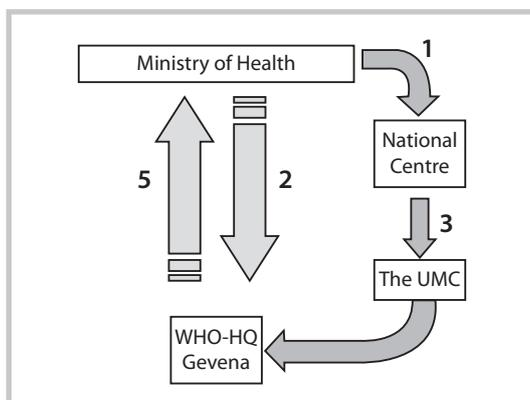 Ministry of Health
1
National
Centre
5
2
3
The UMC
WHO-HQ
Gevena